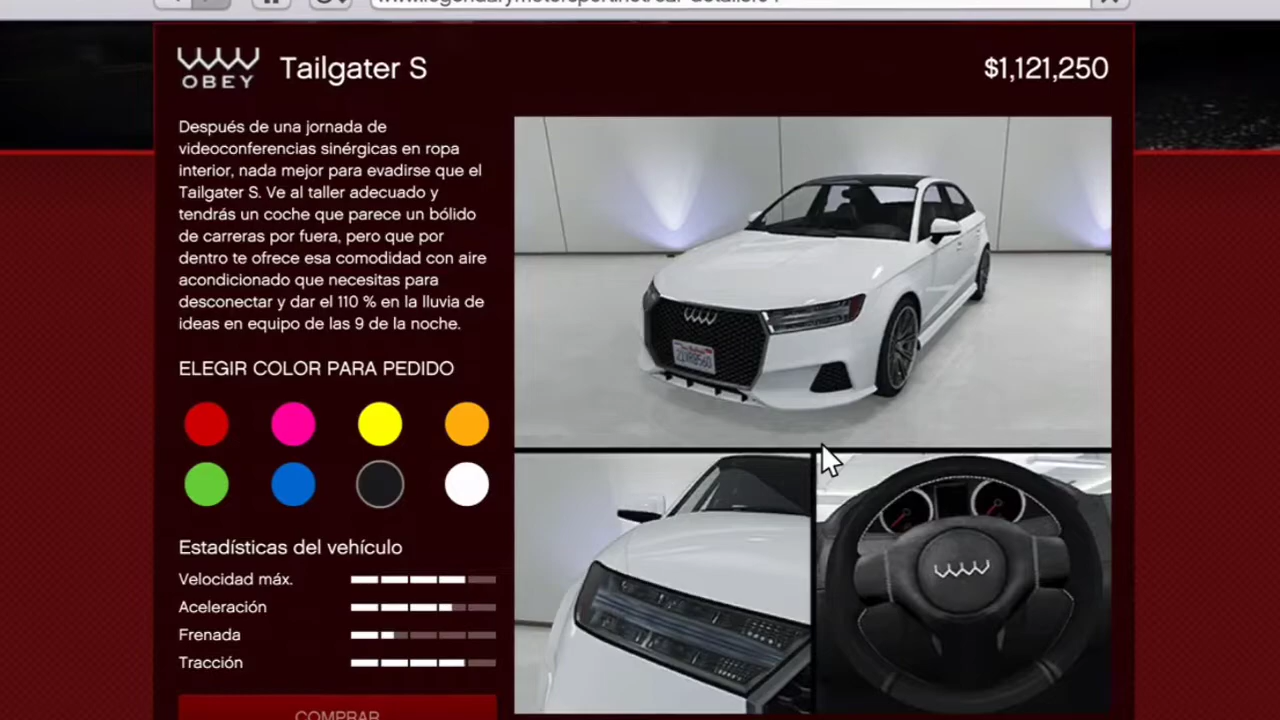 OBEY
Tailgater S
$1,121,250
Después de una jornada de
videoconferencias sinérgicas en ropa
interior, nada mejor para evadirse que el
Tailgater S. Ve al taller adecuado y
tendrás un coche que parece un bólido
de carreras por fuera, pero que por
dentro te ofrece esa comodidad con aire
acondicionado que necesitas para
desconectar y dar el 110 % en la lluvia de
ideas en equipo de las 9 de la noche.
ELEGIR COLOR PARA PEDIDO
Estadísticas del vehículo
Velocidad máx.
Aceleración
Frenada
Tracción
COMPRAR